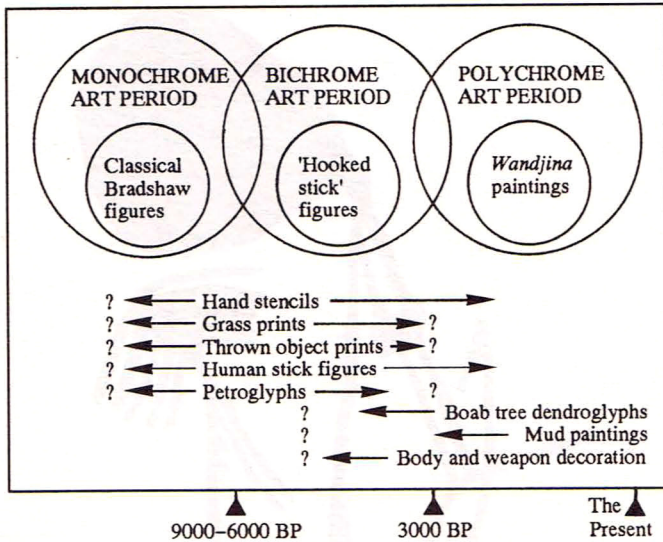 MONOCHROME
ART PERIOD
BICHROME
ART PERIOD
POLYCHROME
ART PERIOD
Classical
Bradshaw
figures
'Hooked
stick'
figures
Wandjina
paintings
? Hand stencils
? Grass prints ?
? Thrown object prints ?
? Human stick figures
? Petroglyphs ?
? Boab tree dendroglyphs
? Mud paintings
? Body and weapon decoration
9000–6000 BP
3000 BP
The
Present